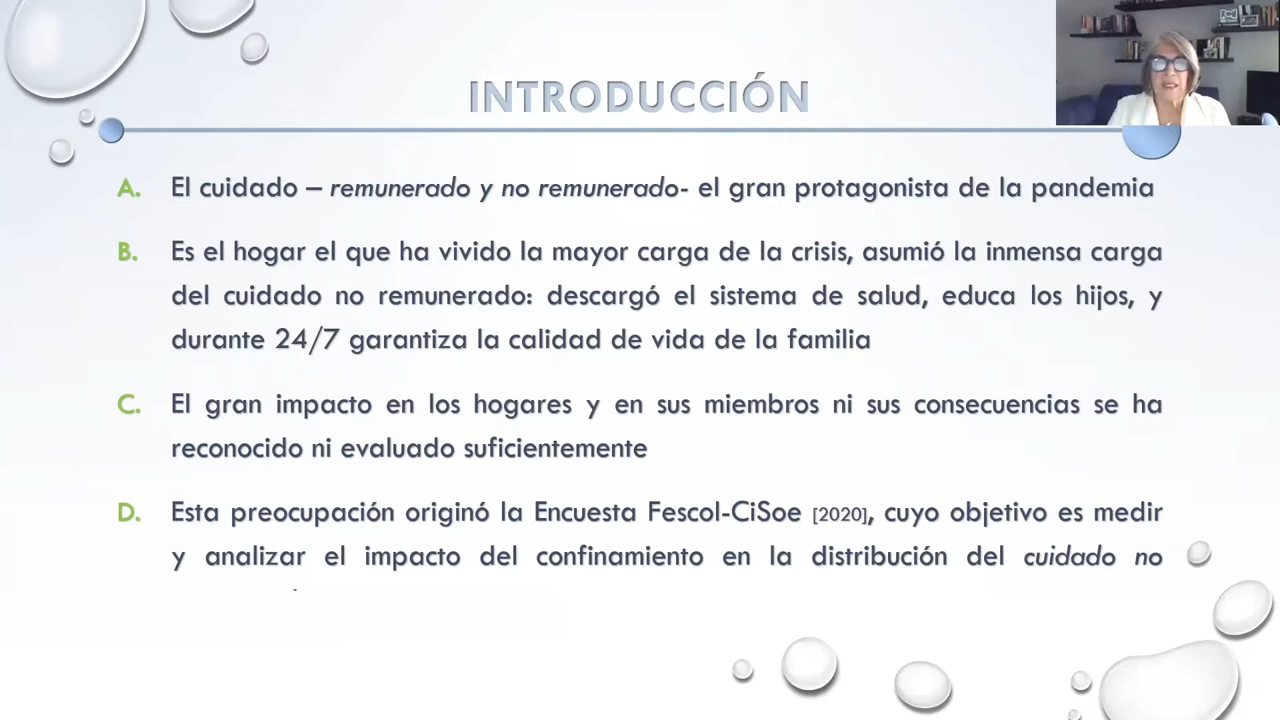 INTRODUCCIÓN
A. El cuidado – remunerado y no remunerado- el gran protagonista de la pandemia
B. Es el hogar el que ha vivido la mayor carga de la crisis, asumió la inmensa carga
del cuidado no remunerado: descargó el sistema de salud, educa los hijos, y
durante 24/7 garantiza la calidad de vida de la familia
C. El gran impacto en los hogares y en sus miembros ni sus consecuencias se ha
reconocido ni evaluado suficientemente
D. Esta preocupación originó la Encuesta Fescol-CiSoe [2020], cuyo objetivo es medir
y analizar el impacto del confinamiento en la distribución del cuidado no